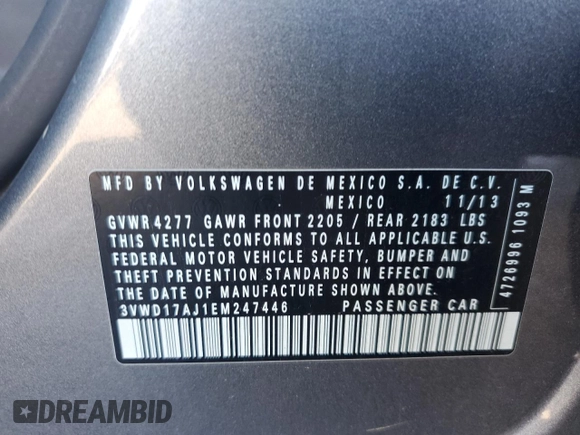 MFD BY VOLKSWAGEN DE MEXICO S.A. DE C.V.
MEXICO 11/13
GVWR 4277 GAWR FRONT 2205 / REAR 2183 LBS
THIS VEHICLE CONFORMS TO ALL APPLICABLE U.S.
FEDERAL MOTOR VEHICLE SAFETY, BUMPER AND
THEFT PREVENTION STANDARDS IN EFFECT ON
THE DATE OF MANUFACTURE SHOWN ABOVE.
3VWD17AJ1EM247446 PASSENGER CAR
4726996 1093 M
DREAMBID